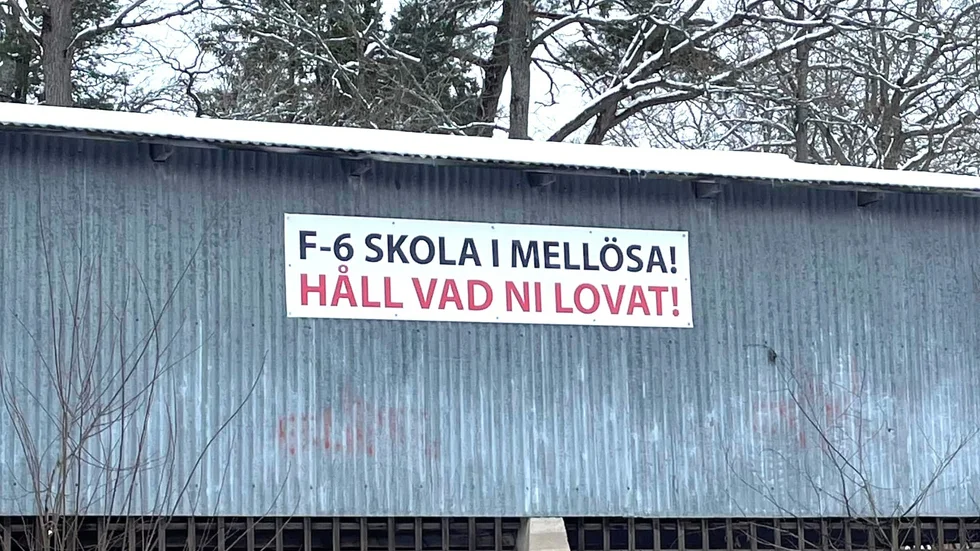 F-6 SKOLA I MELLÖSA!
HÅLL VAD NI LOVAT!